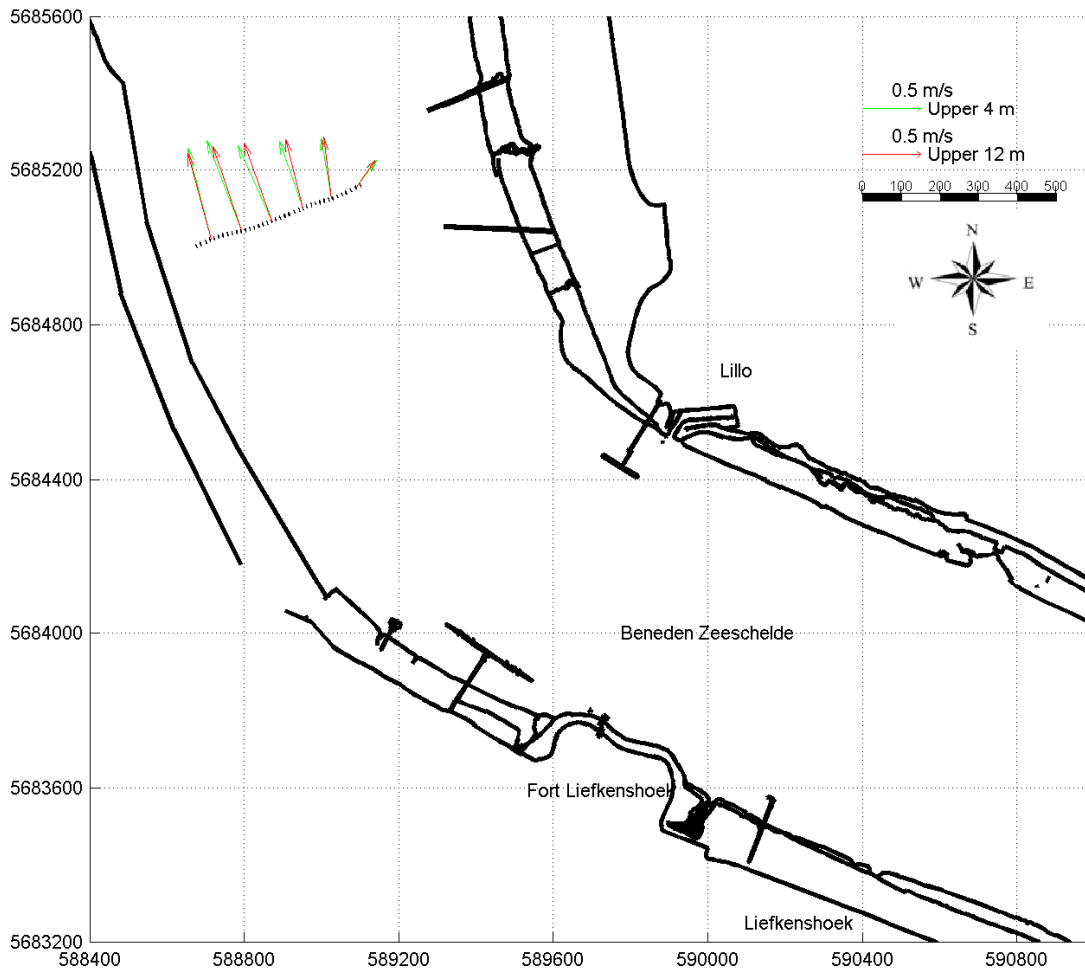 5685600
5685200
5684800
5684400
5684000
5683600
5683200
588400 588800 589200 589600 590000 590400 590800
0.5 m/s
Upper 4 m
0.5 m/s
Upper 12 m
0 100 200 300 400 500
N
W E
S
Lillo
Beneden Zeeschelde
Fort Liefkenshoek
Liefkenshoek